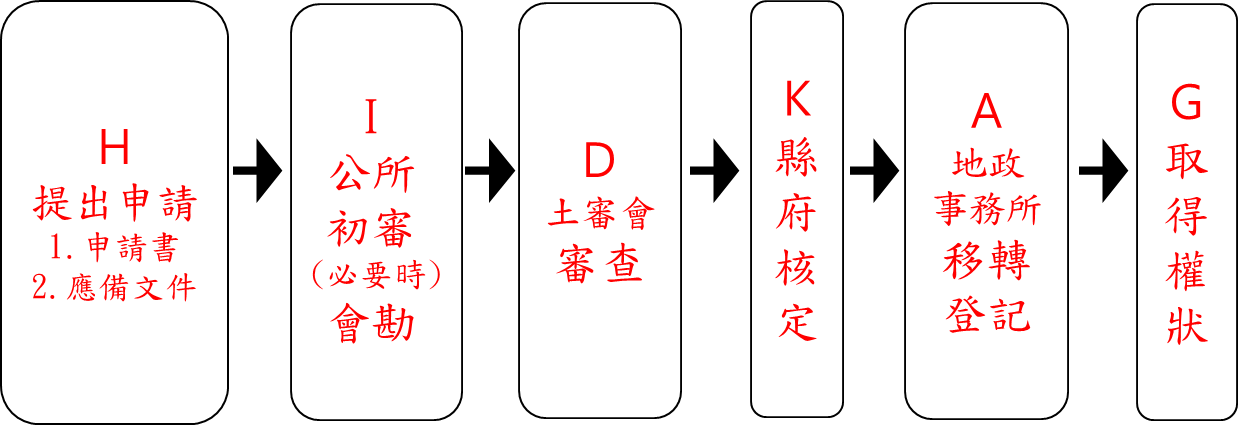 H
提出申請
1.申請書
2.應備文件
I
公所
初審
(必要時)
會勘
D
土審會
審查
K
縣
府
核
定
A
地政
事務所
移轉
登記
G
取
得
權
狀